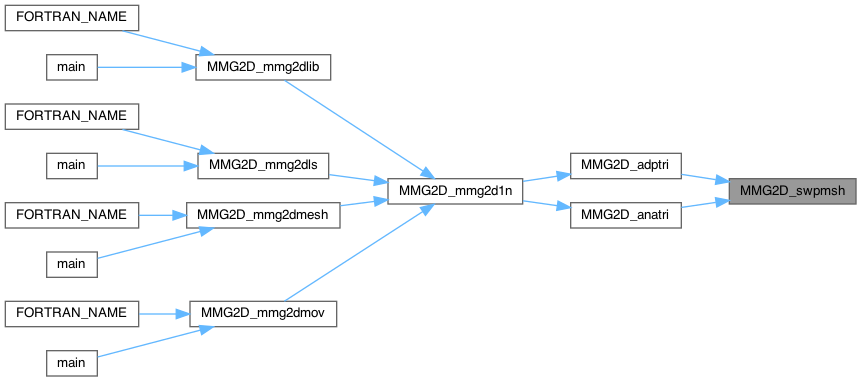 FORTRAN_NAME
main
MMG2D_mmg2dlib
FORTRAN_NAME
main
MMG2D_mmg2dls
FORTRAN_NAME
main
MMG2D_mmg2dmesh
FORTRAN_NAME
main
MMG2D_mmg2dmov
MMG2D_mmg2d1n
MMG2D_adptri
MMG2D_anatri
MMG2D_swpmsh